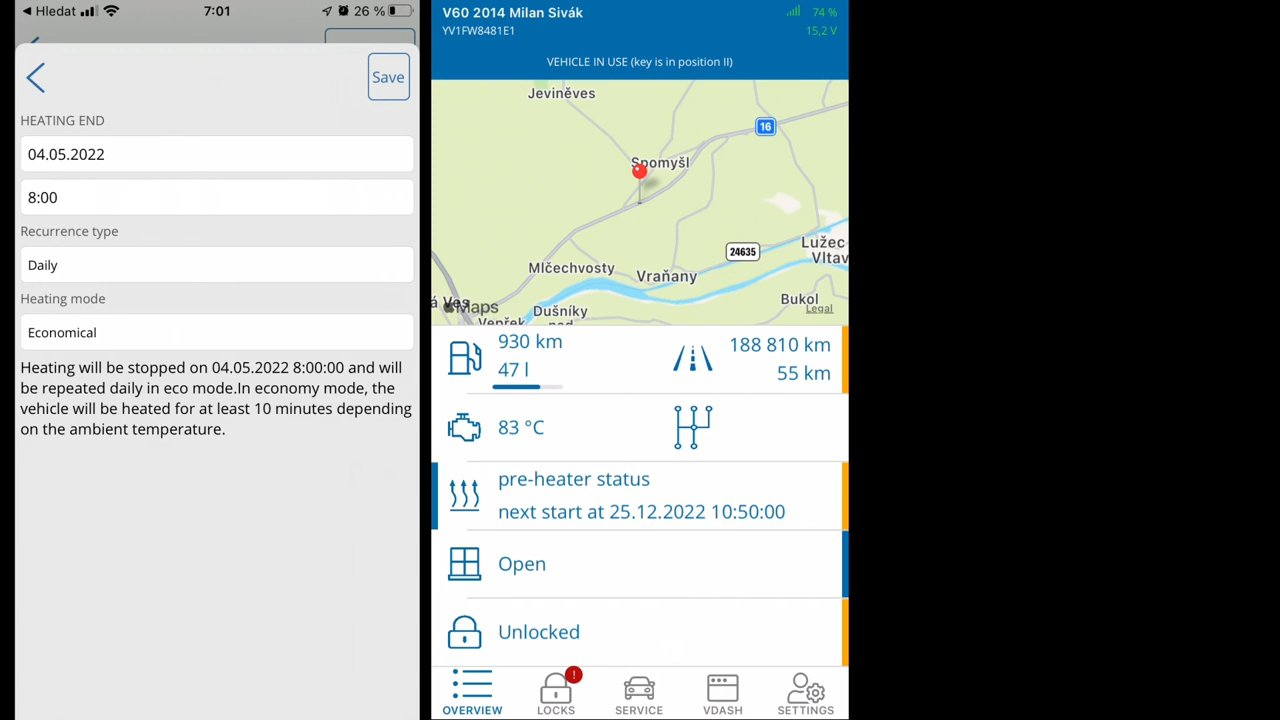 Hledat
7:01
26 %
Save
HEATING END
04.05.2022
8:00
Recurrence type
Daily
Heating mode
Economical
Heating will be stopped on 04.05.2022 8:00:00 and will
be repeated daily in eco mode.In economy mode, the
vehicle will be heated for at least 10 minutes depending
on the ambient temperature.
V60 2014 Milan Sivák
74 %
YV1FW8481E1
15,2 V
VEHICLE IN USE (key is in position II)
Jeviněves
16
Spomyšl
24635
Lužec
Vltav
Mlčechvosty
Vraňany
á Ves
Maps
Bukol
Legal
Dušníky
nad
Vepřek
930 km
188 810 km
47 l
55 km
83 °C
pre-heater status
next start at 25.12.2022 10:50:00
Open
Unlocked
!
OVERVIEW
LOCKS
SERVICE
VDASH
SETTINGS